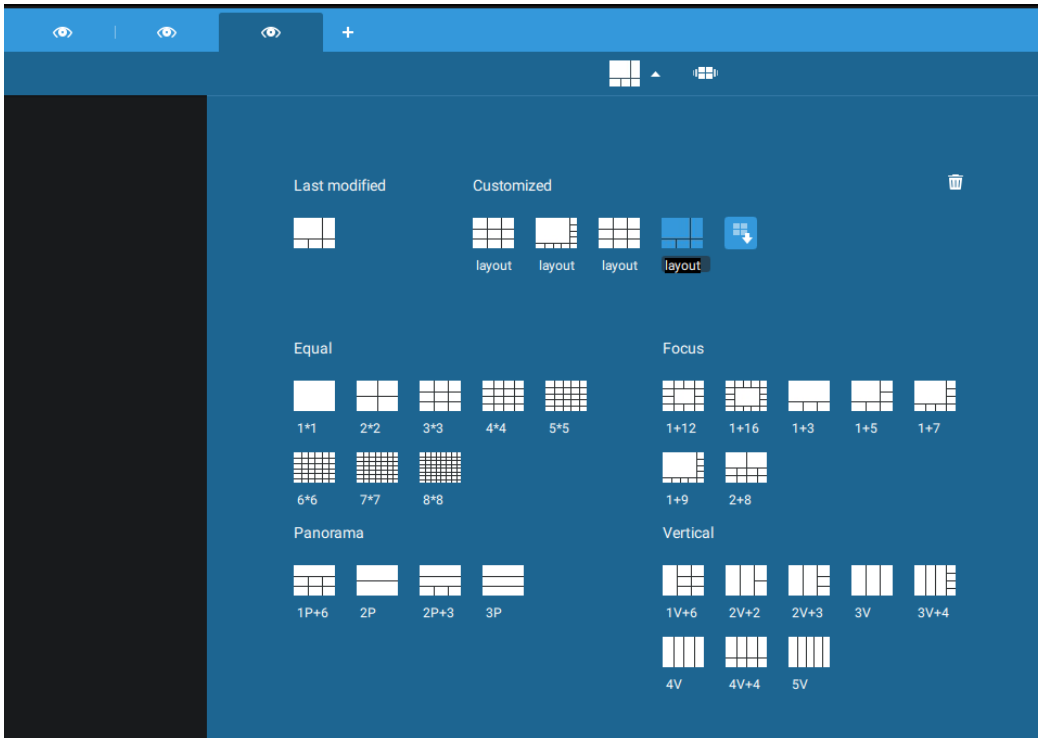 Last modified Customized
layout layout layout layout
Equal Focus
1*1 2*2 3*3 4*4 5*5 1+12 1+16 1+3 1+5 1+7
6*6 7*7 8*8 1+9 2+8
Panorama Vertical
1P+6 2P 2P+3 3P 1V+6 2V+2 2V+3 3V 3V+4
4V 4V+4 5V